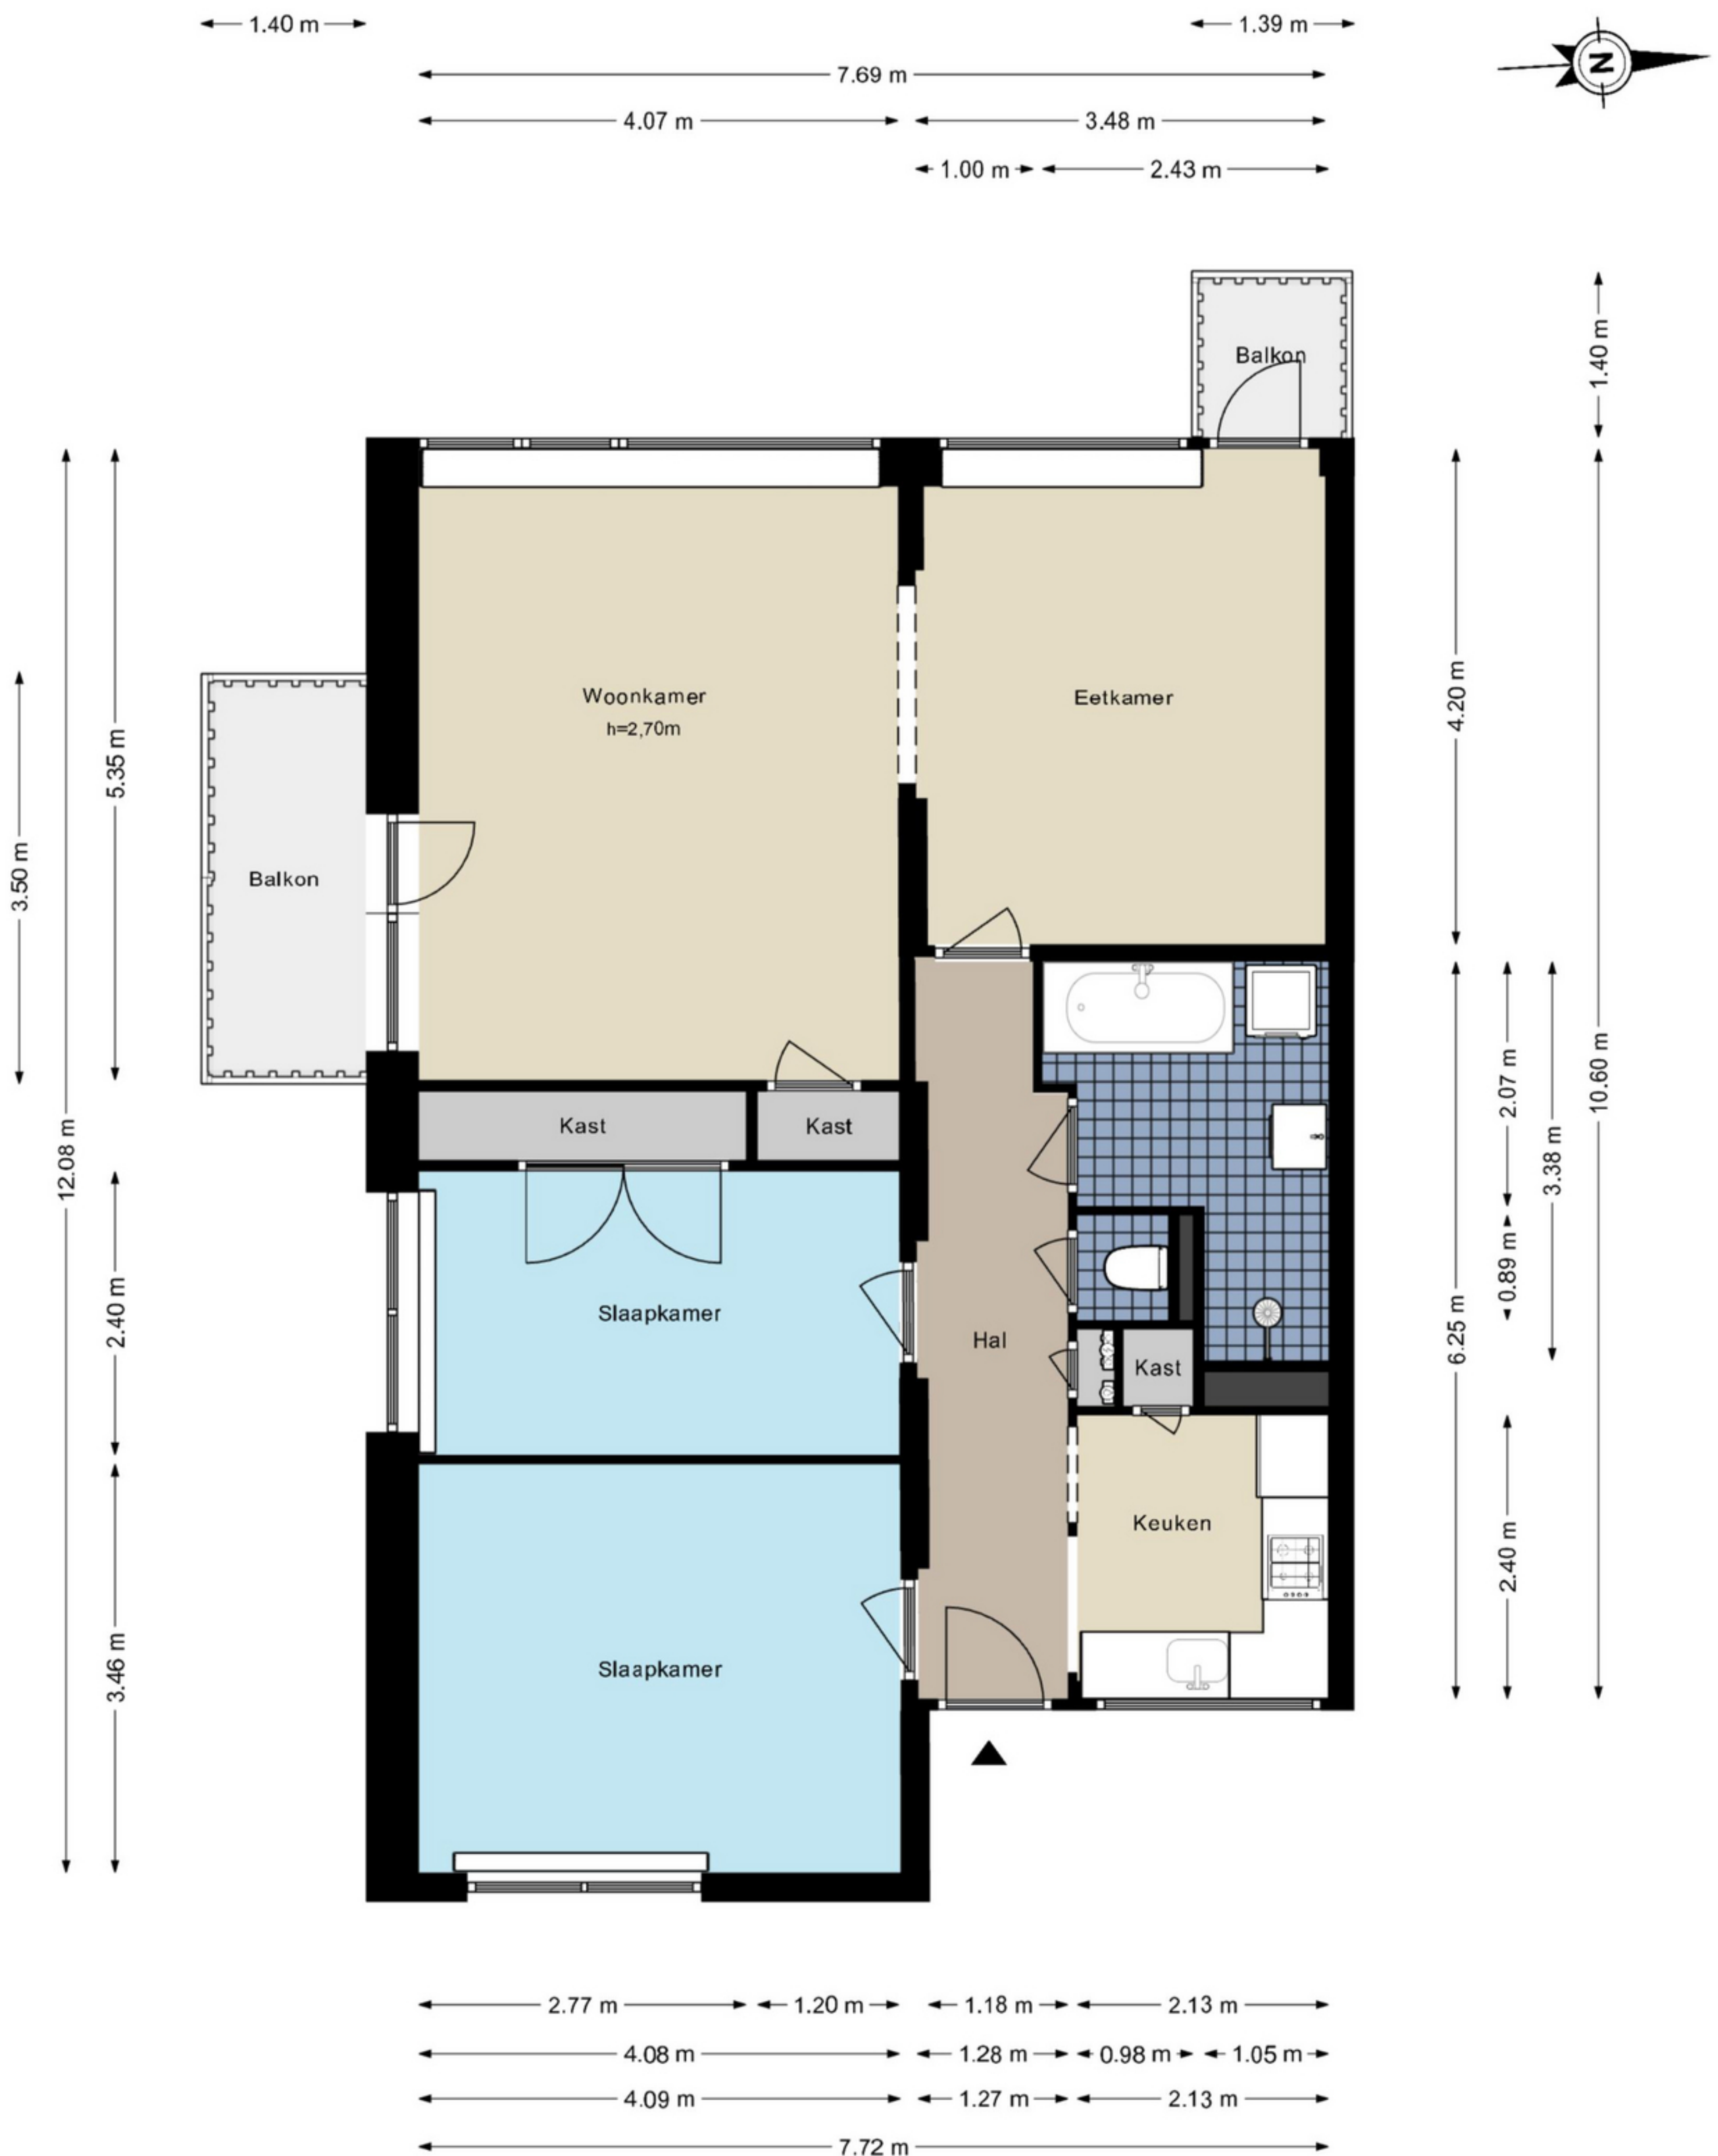 1.40 m
1.39 m
N
7.69 m
4.07 m
3.48 m
1.00 m
2.43 m
Balkon
1.40 m
Woonkamer
h=2,70m
Eetkamer
4.20 m
5.35 m
3.50 m
Balkon
10.60 m
2.07 m
Kast
Kast
12.08 m
3.38 m
0.89 m
Slaapkamer
2.40 m
Hal
6.25 m
Kast
Keuken
2.40 m
3.46 m
Slaapkamer
2.77 m
1.20 m
1.18 m
2.13 m
4.08 m
1.28 m
0.98 m
1.05 m
4.09 m
1.27 m
2.13 m
7.72 m